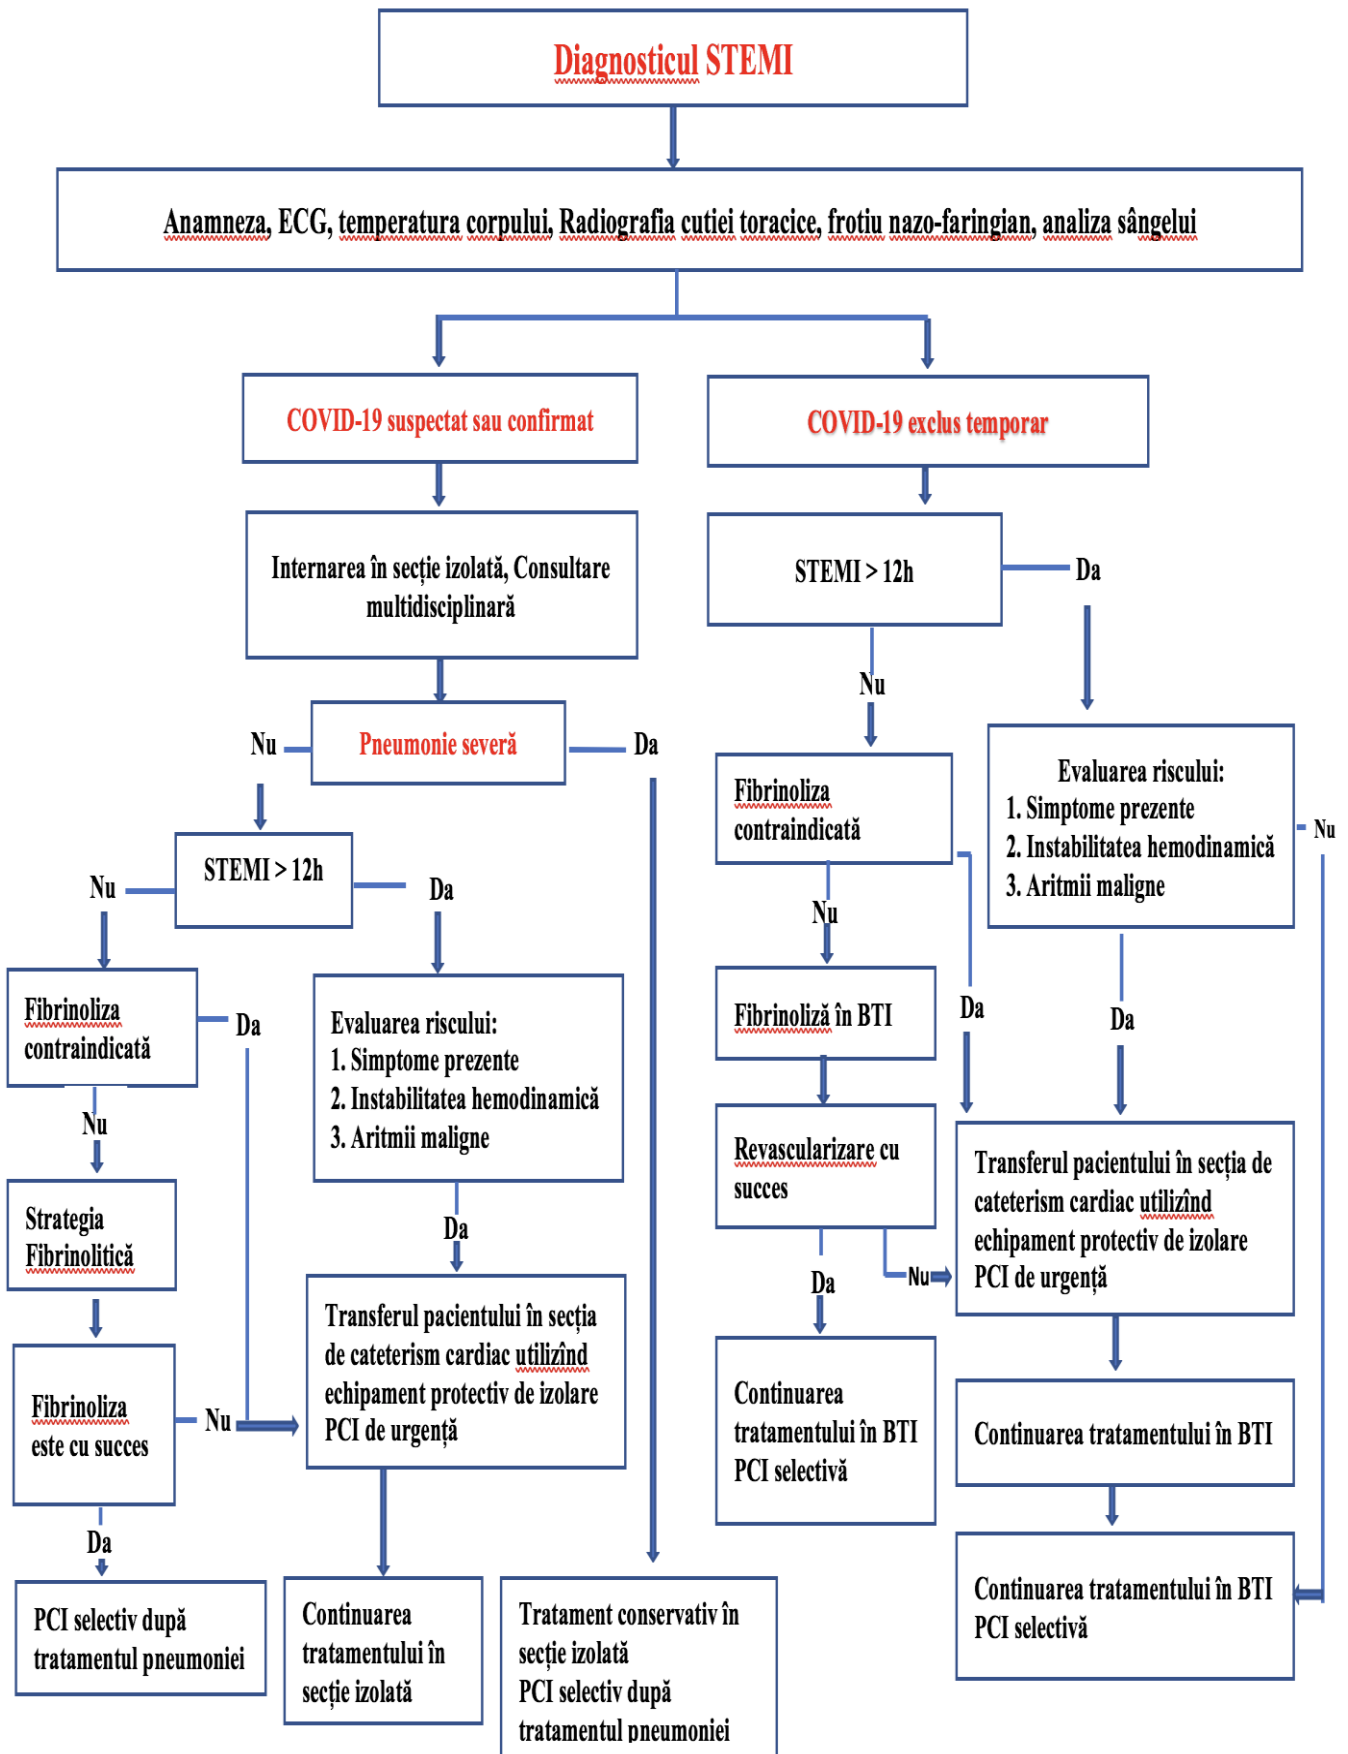 Diagnosticul STEMI
Anamneza, ECG, temperatura corpului, Radiografia cutiei toracice, frotiu nazo-faringian, analiza sângelui
COVID-19 suspectat sau confirmat
COVID-19 exclus temporar
Internarea în secție izolată, Consultare
multidisciplinară
STEMI > 12h
Da
Nu
Nu
Pneumonie severă
Da
Fibrinoliza
contraindicată
Evaluarea riscului:
1. Simptome prezente
2. Instabilitatea hemodinamică
3. Aritmii maligne
Nu
STEMI > 12h
Nu
Da
Nu
Fibrinoliza
contraindicată
Da
Evaluarea riscului:
1. Simptome prezente
2. Instabilitatea hemodinamică
3. Aritmii maligne
Fibrinoliză în BTI
Da
Da
Nu
Revascularizare cu
succes
Transferul pacientului în secția de
cateterism cardiac utilizînd
echipament protectiv de izolare
PCI de urgență
Strategia
Fibrinolitică
Da
Da
Nu
Transferul pacientului în secția
de cateterism cardiac utilizînd
echipament protectiv de izolare
PCI de urgență
Fibrinoliza
este cu succes
Nu
Continuarea
tratamentului în BTI
PCI selectivă
Continuarea tratamentului în BTI
Da
PCI selectiv după
tratamentul pneumoniei
Continuarea
tratamentului în
secție izolată
Tratament conservativ în
secție izolată
PCI selectiv după
tratamentul pneumoniei
Continuarea tratamentului în BTI
PCI selectivă